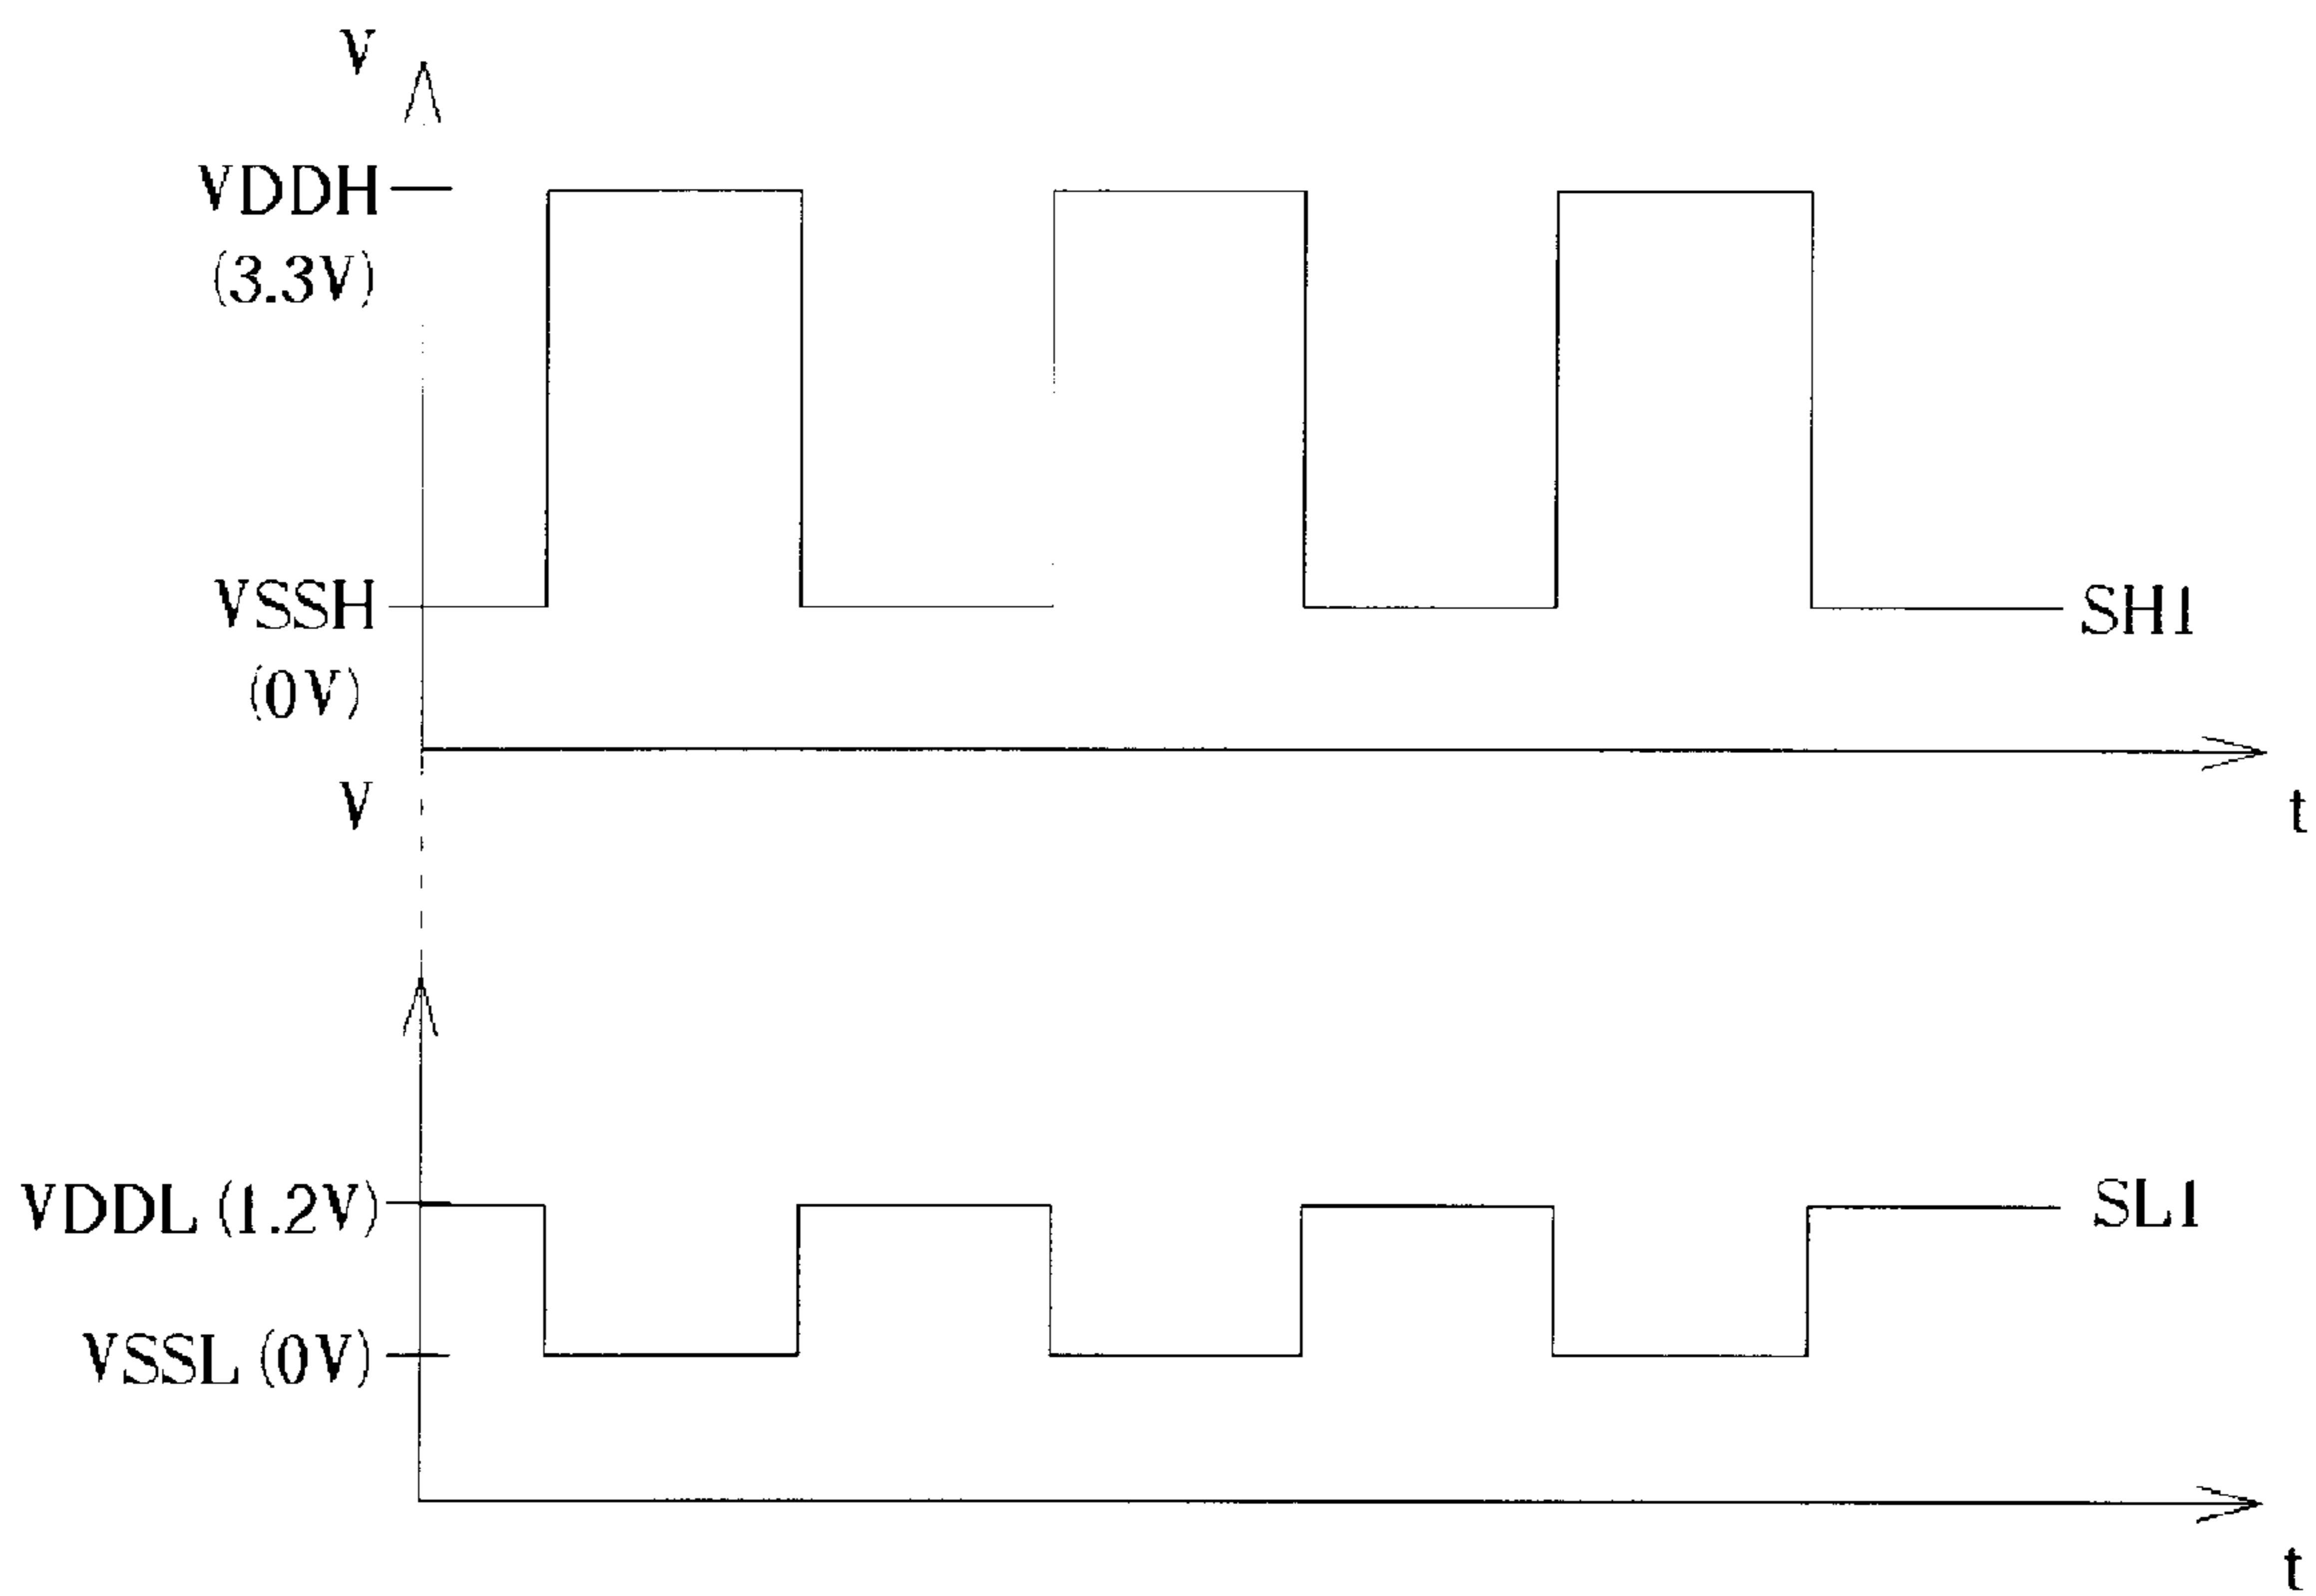 V
VDDH
(3.3V)
VSSH
SH1
(0V)
V
t
VDDL (1.2V)
SL1
VSSL (0V)
t